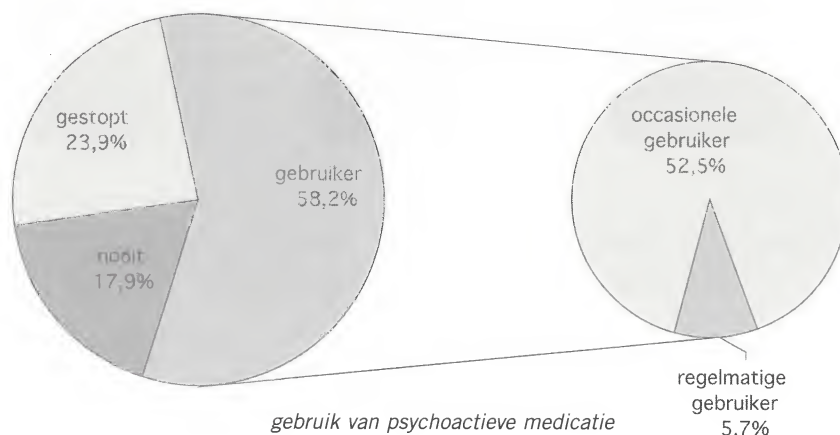 gestopt
23,9%
gebruiker
58,2%
nooit
17,9%
occasionele
gebruiker
52,5%
regelmatige
gebruiker
5,7%
gebruik van psychoactieve medicatie